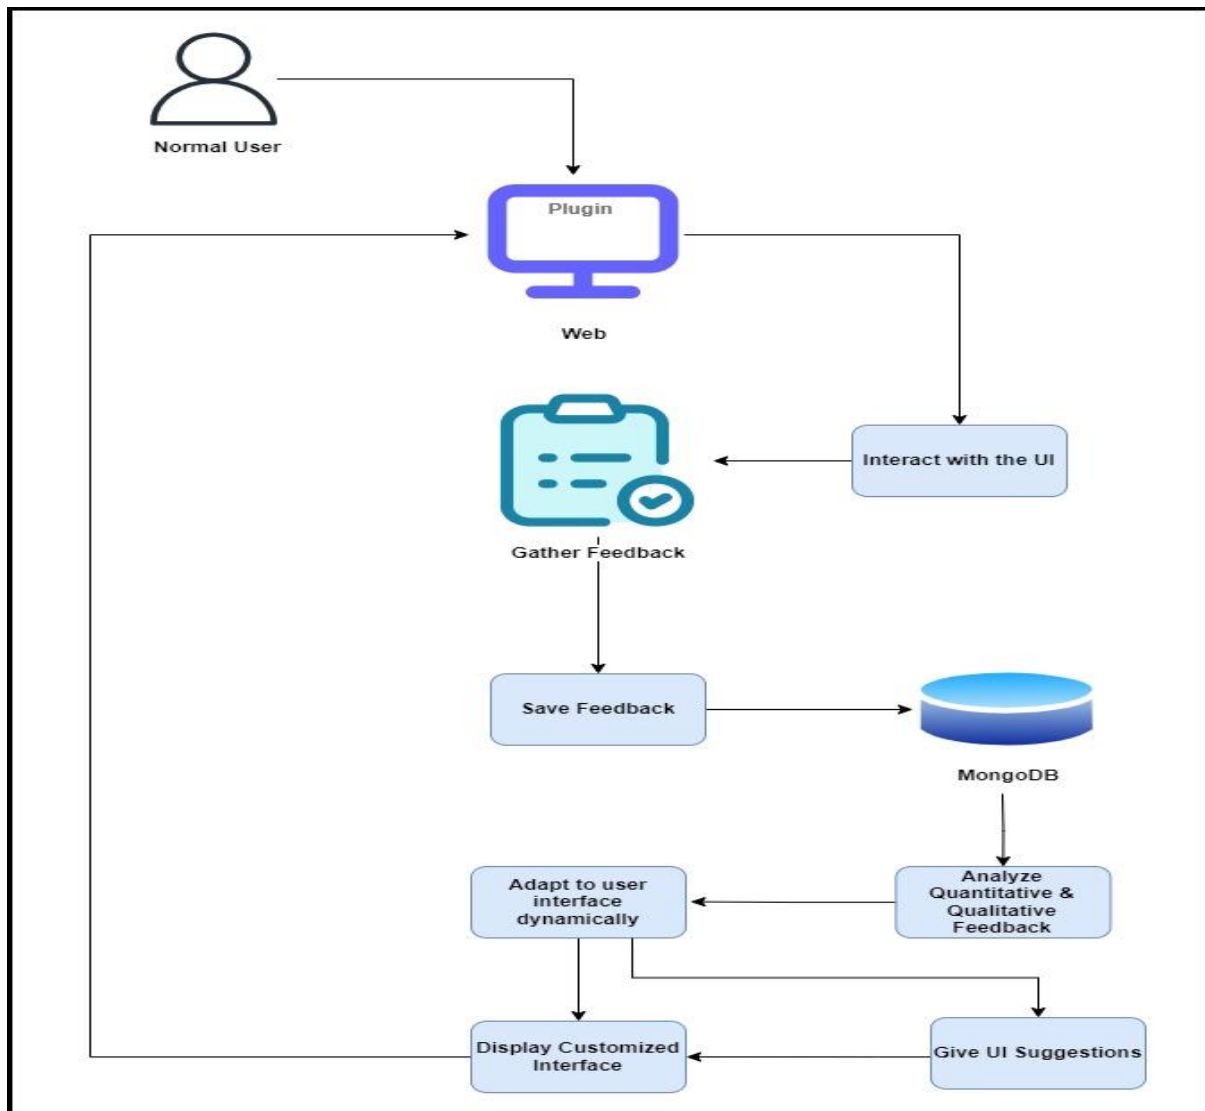 Normal User
Plugin
Web
Interact with the UI
Gather Feedback
Save Feedback
MongoDB
Adapt to user
interface
dynamically
Analyze
Quantitative &
Qualitative
Feedback
Display Customized
Interface
Give UI Suggestions